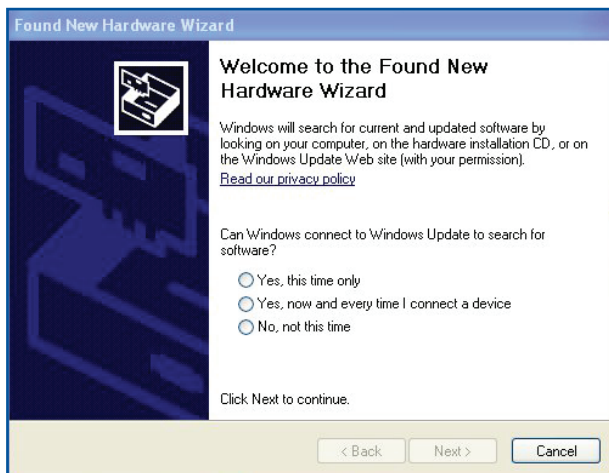 Found New Hardware Wizard
Welcome to the Found New
Hardware Wizard
Windows will search for current and updated software by
looking on your computer, on the hardware installation CD, or on
the Windows Update Web site (with your permission).
Read our privacy policy
Can Windows connect to Windows Update to search for
software?
Yes, this time only
Yes, now and every time I connect a device
No, not this time
Click Next to continue.
< Back
Next >
Cancel